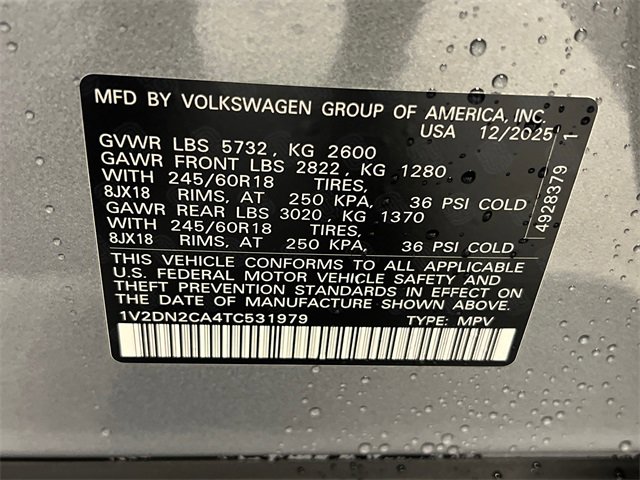 MFD BY VOLKSWAGEN GROUP OF AMERICA, INC.
USA 12/2025
GVWR LBS 5732, KG 2600
GAWR FRONT LBS 2822, KG 1280
WITH 245/60R18 TIRES,
8JX18 RIMS, AT 250 KPA, 36 PSI COLD
GAWR REAR LBS 3020, KG 1370
WITH 245/60R18 TIRES,
8JX18 RIMS, AT 250 KPA, 36 PSI COLD
THIS VEHICLE CONFORMS TO ALL APPLICABLE
U.S. FEDERAL MOTOR VEHICLE SAFETY AND
THEFT PREVENTION STANDARDS IN EFFECT ON
THE DATE OF MANUFACTURE SHOWN ABOVE.
1V2DN2CA4TC531979 TYPE: MPV
4928379 1